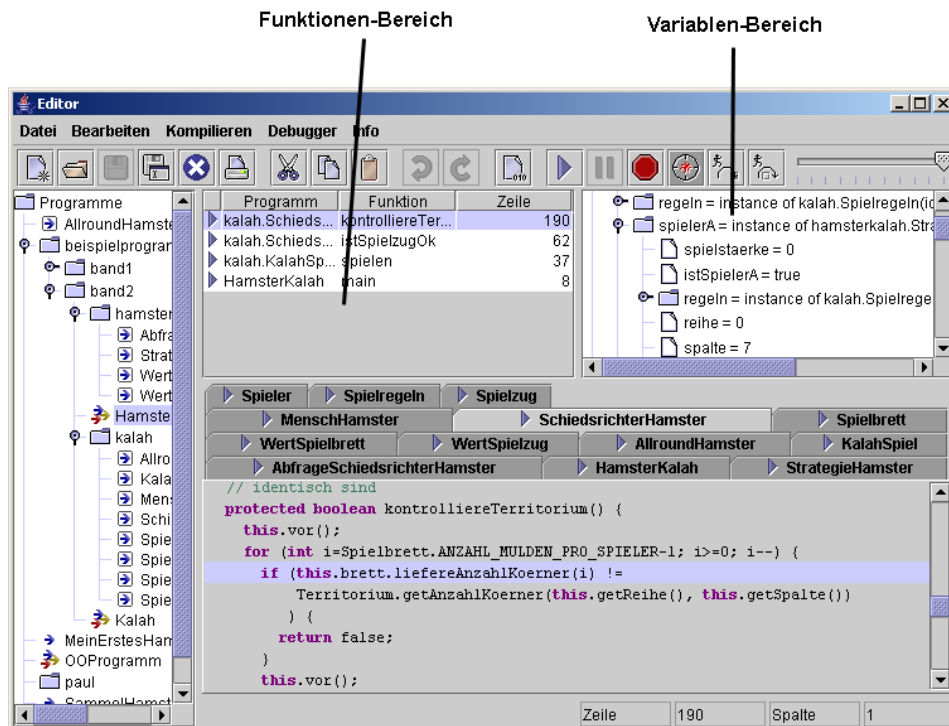 Funktionen-Bereich
Variablen-Bereich
Editor
Datei Bearbeiten Kompilieren Debugger Info
010
Programme
AllroundHamste
beispielprogran
band1
band2
hamster
Abfra
Strat
Wert
Wert
Hamste
kalah
Allro
Kala
Men
Schi
Spie
Spie
Spie
Spie
Kalah
MeinErstesHam
OOProgramm
paul
SammelHamst
Programm Funktion Zeile
kalah.Schieds... kontrolliereTer... 190
kalah.Schieds... istSpielzugOk 62
kalah.KalahSp... spielen 37
HamsterKalah main 8
regeln = instance of kalah.Spielregeln(ic
spielerA = instance of hamsterkalah.Stra
spielstaerke = 0
istSpielerA = true
regeln = instance of kalah.Spielrege
reihe = 0
spalte = 7
Spieler Spielregeln Spielzug
MenschHamster SchiedsrichterHamster Spielbrett
WertSpielbrett WertSpielzug AllroundHamster KalahSpiel
AbfrageSchiedsrichterHamster HamsterKalah StrategieHamster
// identisch sind
protected boolean kontrolliereTerritorium() {
this.vor();
for (int i=Spielbrett.ANZAHL_MULDEN_PRO_SPIELER-1; i>=0; i--) {
if (this.brett.liefereAnzahlKoerner(i) !=
Territorium.getAnzahlKoerner(this.getReihe(), this.getSpalte())
) {
return false;
}
this.vor();
Zeile 190 Spalte 1